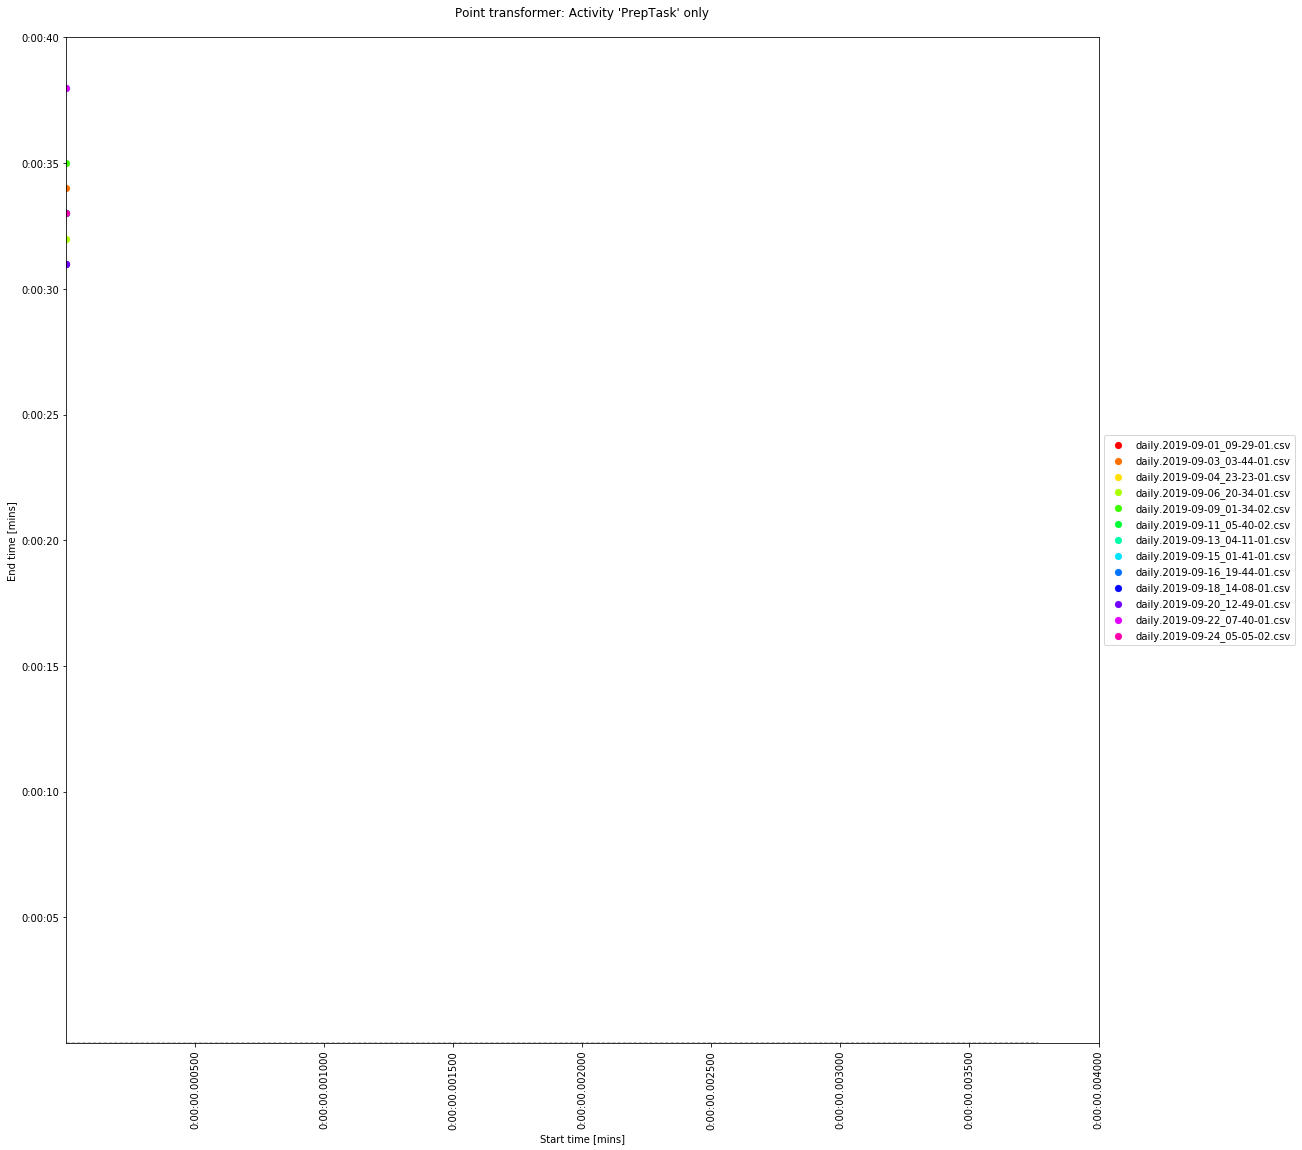 Point transformer: Activity 'PrepTask' only
0:00:40
0:00:35
0:00:30
0:00:25
0:00:20
0:00:15
0:00:10
0:00:05
End time [mins]
0:00:00.000500
0:00:00.001000
0:00:00.001500
0:00:00.002000
0:00:00.002500
0:00:00.003000
0:00:00.003500
0:00:00.004000
Start time [mins]
daily.2019-09-01_09-29-01.csv
daily.2019-09-03_03-44-01.csv
daily.2019-09-04_23-23-01.csv
daily.2019-09-06_20-34-01.csv
daily.2019-09-09_01-34-02.csv
daily.2019-09-11_05-40-02.csv
daily.2019-09-13_04-11-01.csv
daily.2019-09-15_01-41-01.csv
daily.2019-09-16_19-44-01.csv
daily.2019-09-18_14-08-01.csv
daily.2019-09-20_12-49-01.csv
daily.2019-09-22_07-40-01.csv
daily.2019-09-24_05-05-02.csv